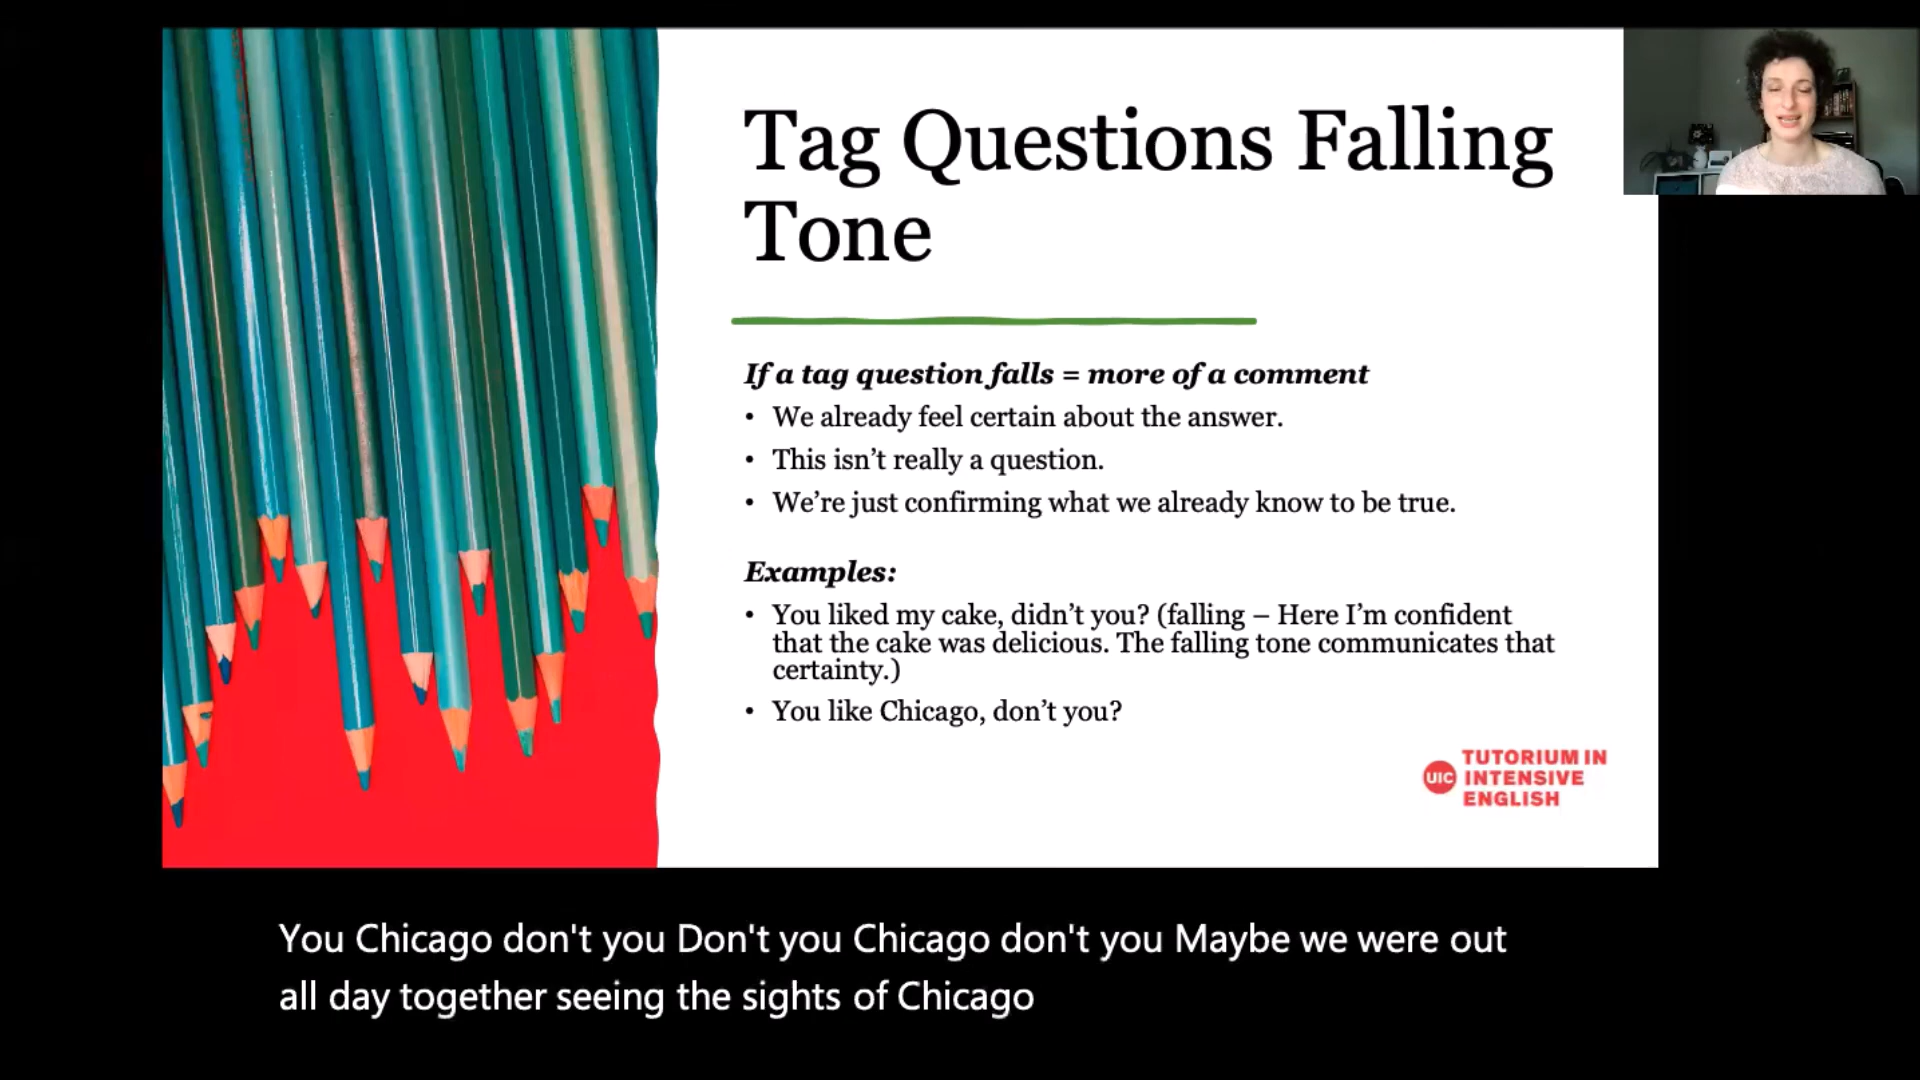 Tag Questions Falling
Tone
If a tag question falls = more of a comment
• We already feel certain about the answer.
• This isn’t really a question.
• We’re just confirming what we already know to be true.
Examples:
• You liked my cake, didn’t you? (falling – Here I’m confident
that the cake was delicious. The falling tone communicates that
certainty.)
• You like Chicago, don’t you?
UIC
TUTORIUM IN
INTENSIVE
ENGLISH
You Chicago don't you Don't you Chicago don't you Maybe we were out
all day together seeing the sights of Chicago